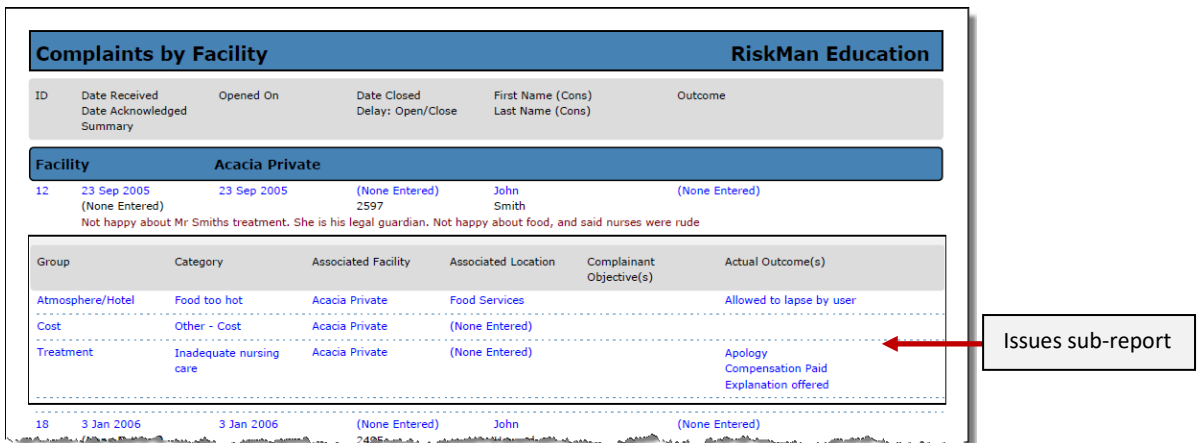 Complaints by Facility RiskMan Education
ID Date Received Opened On Date Closed First Name (Cons) Outcome
Date Acknowledged Delay: Open/Close Last Name (Cons)
Summary
Facility Acacia Private
12 23 Sep 2005 23 Sep 2005 (None Entered) John (None Entered)
(None Entered) 2597 Smith
Not happy about Mr Smiths treatment. She is his legal guardian. Not happy about food, and said nurses were rude
Group Category Associated Facility Associated Location Complainant Actual Outcome(s)
Objective(s)
Atmosphere/Hotel Food too hot Acacia Private Food Services Allowed to lapse by user
Cost Other - Cost Acacia Private (None Entered)
Treatment Inadequate nursing Acacia Private (None Entered) Apology
care Compensation Paid
Explanation offered
Issues sub-report
18 3 Jan 2006 3 Jan 2006 (None Entered) John (None Entered)